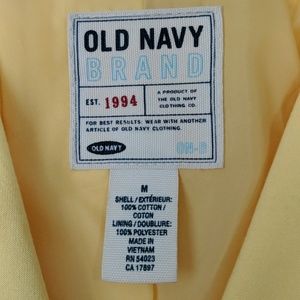 OLD NAVY
BRAND
EST. 1994
A PRODUCT OF
THE OLD NAVY
CLOTHING CO.
FOR BEST RESULTS: WEAR WITH ANOTHER
ARTICLE OF OLD NAVY CLOTHING.
OLD NAVY
ON-B
M
SHELL/EXTÉRIEUR:
100% COTTON/
COTON
LINING/DOUBLURE:
100% POLYESTER
MADE IN
VIETNAM
RN 54023
CA 17897